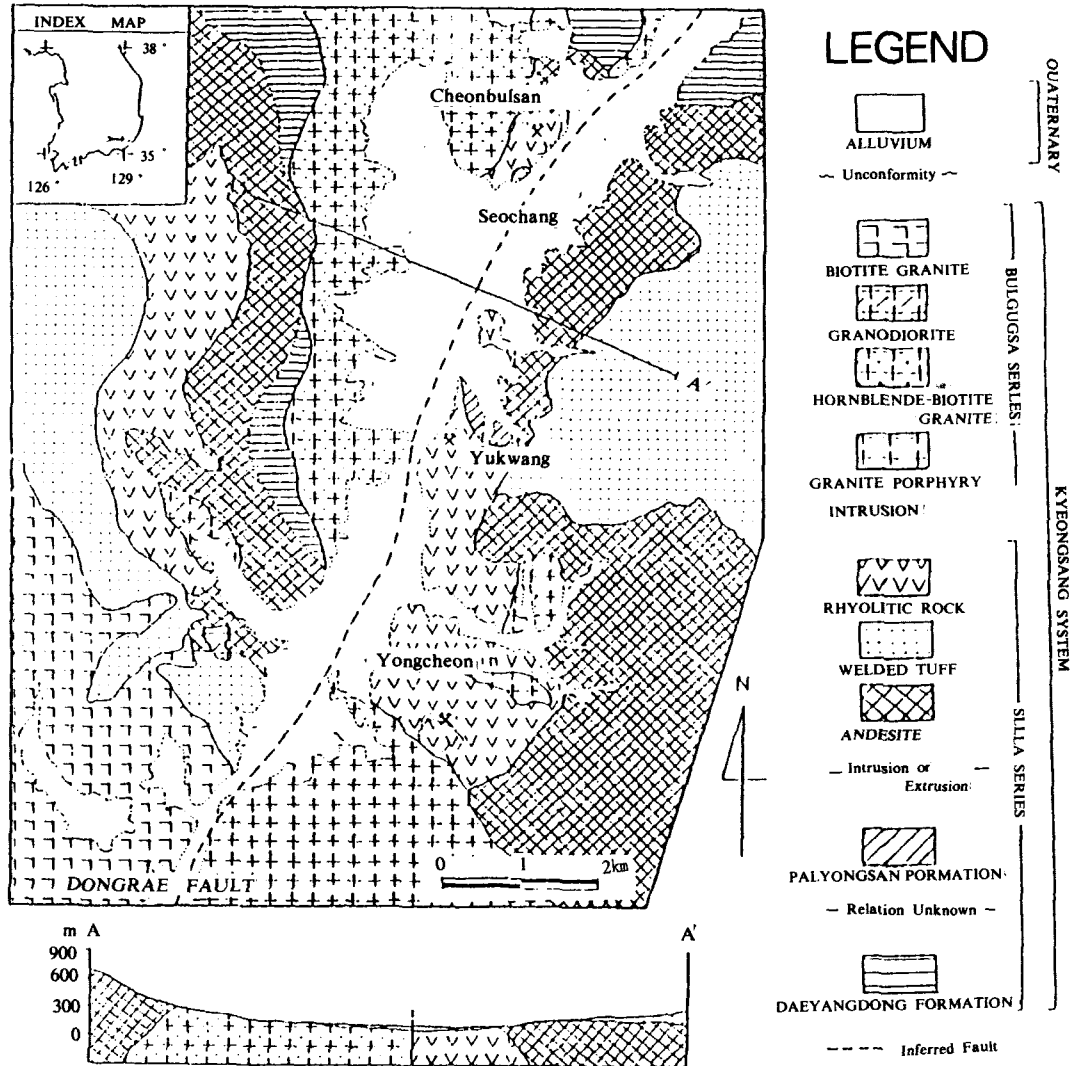 INDEX MAP
38°
35
126°
129°
Cheonbulsan
Seochang
A
Yukwang
Yongcheon
N
0 1 2km
DONGRAE FAULT
m A
A'
900
600
300
0
LEGEND
QUATERNARY
ALLUVIUM
~ Unconformity ~
BIOTITE GRANITE
GRANODIORITE
HORNBLENDE-BIOTITE
GRANITE
GRANITE PORPHYRY
INTRUSION
BULGUGSA SERLES
RHYOLITIC ROCK
WELDED TUFF
ANDESITE
— Intrusion or —
Extrusion
PALYONGSAN PORMATION
— Relation Unknown —
DAEYANGDONG FORMATION
SLLLA SERIES
KYEONGSANG SYSTEM
---- Inferred Fault